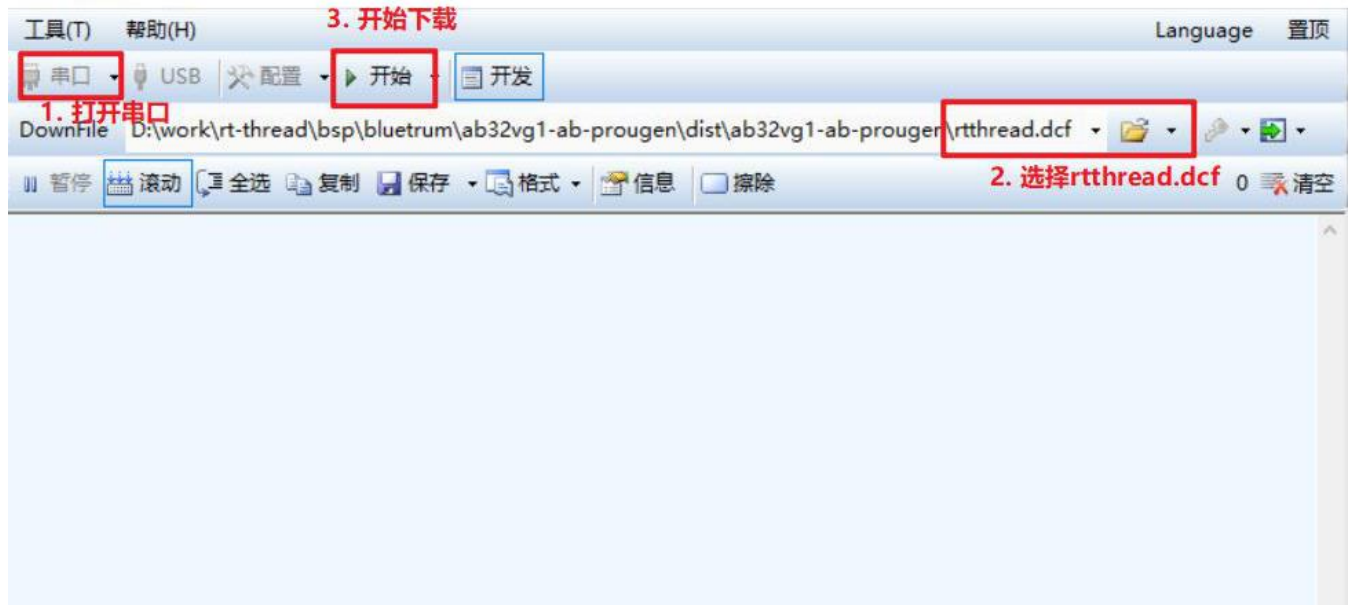 工具(T) 帮助(H) 3. 开始下载 Language 置顶
串口 USB 配置 开始 开发
1. 打开串口
DownFile D:\work\rt-thread\bsp\bluetrum\ab32vg1-ab-prougen\dist\ab32vg1-ab-prougen\rtthread.dcf
暂停 滚动 全选 复制 保存 格式 信息 擦除 2. 选择rtthread.dcf 0 清空